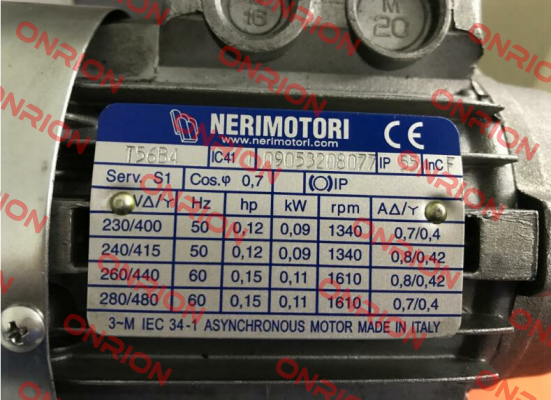 M
16
M
20
NERIMOTORI
www.nerimotori.com
CE
T56B4 IC41 09053208077 IP 55 InC F
Serv. S1 Cos.φ 0,7 IP
V∆/Y Hz hp kW rpm A∆/Y
230/400 50 0,12 0,09 1340 0,7/0,4
240/415 50 0,12 0,09 1340 0,8/0,42
260/440 60 0,15 0,11 1610 0,8/0,42
280/480 60 0,15 0,11 1610 0,7/0,4
3~M IEC 34-1 ASYNCHRONOUS MOTOR MADE IN ITALY
ONRION